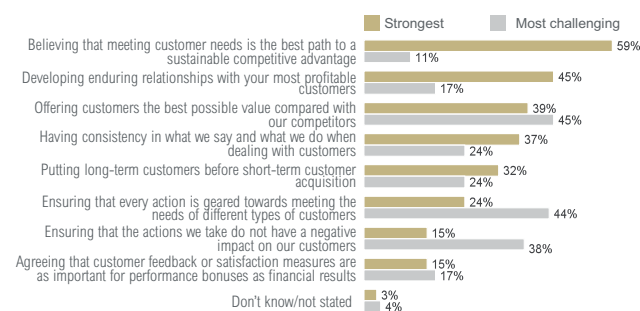 Strongest Most challenging
Believing that meeting customer needs is the best path to a
sustainable competitive advantage
59%
11%
Developing enduring relationships with your most profitable
customers
45%
17%
Offering customers the best possible value compared with
our competitors
39%
45%
Having consistency in what we say and what we do when
dealing with customers
37%
24%
Putting long-term customers before short-term customer
acquisition
32%
24%
Ensuring that every action is geared towards meeting the
needs of different types of customers
24%
44%
Ensuring that the actions we take do not have a negative
impact on our customers
15%
38%
Agreeing that customer feedback or satisfaction measures are
as important for performance bonuses as financial results
15%
17%
Don't know/not stated
3%
4%